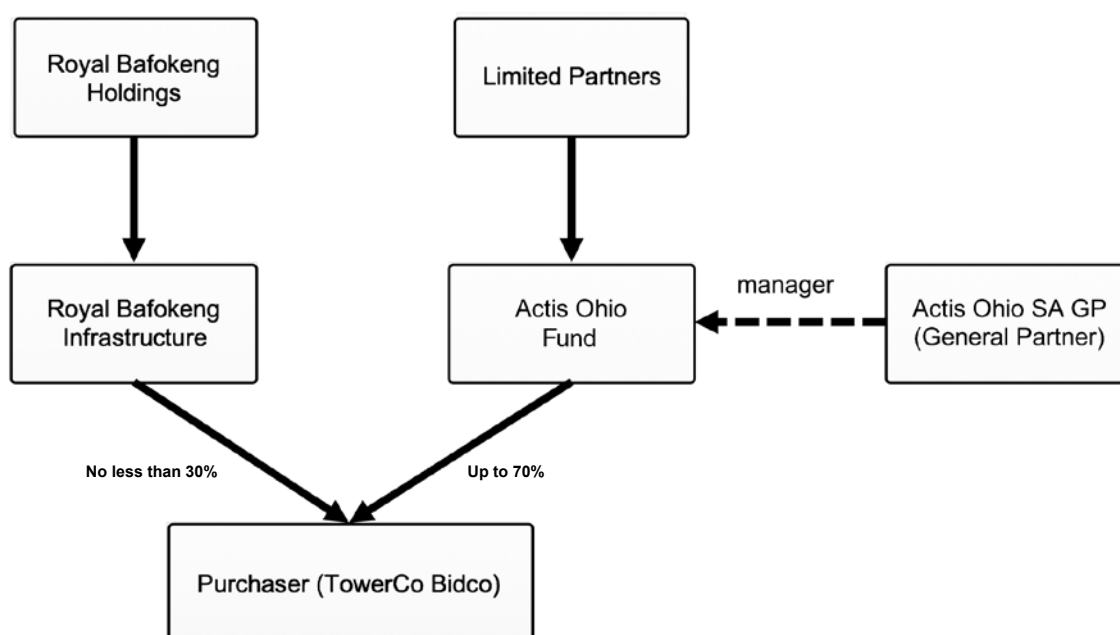 Royal Bafokeng
Holdings
Limited Partners
Royal Bafokeng
Infrastructure
Actis Ohio
Fund
manager
Actis Ohio SA GP
(General Partner)
No less than 30%
Up to 70%
Purchaser (TowerCo Bidco)